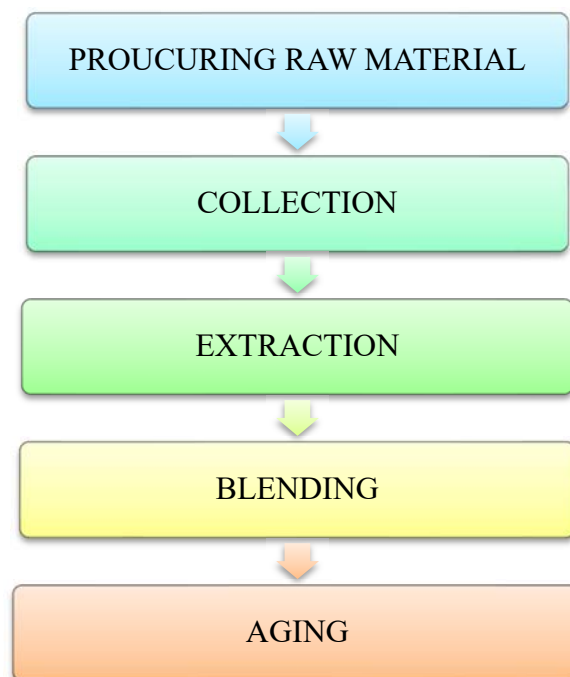 PROUCURING RAW MATERIAL
COLLECTION
EXTRACTION
BLENDING
AGING